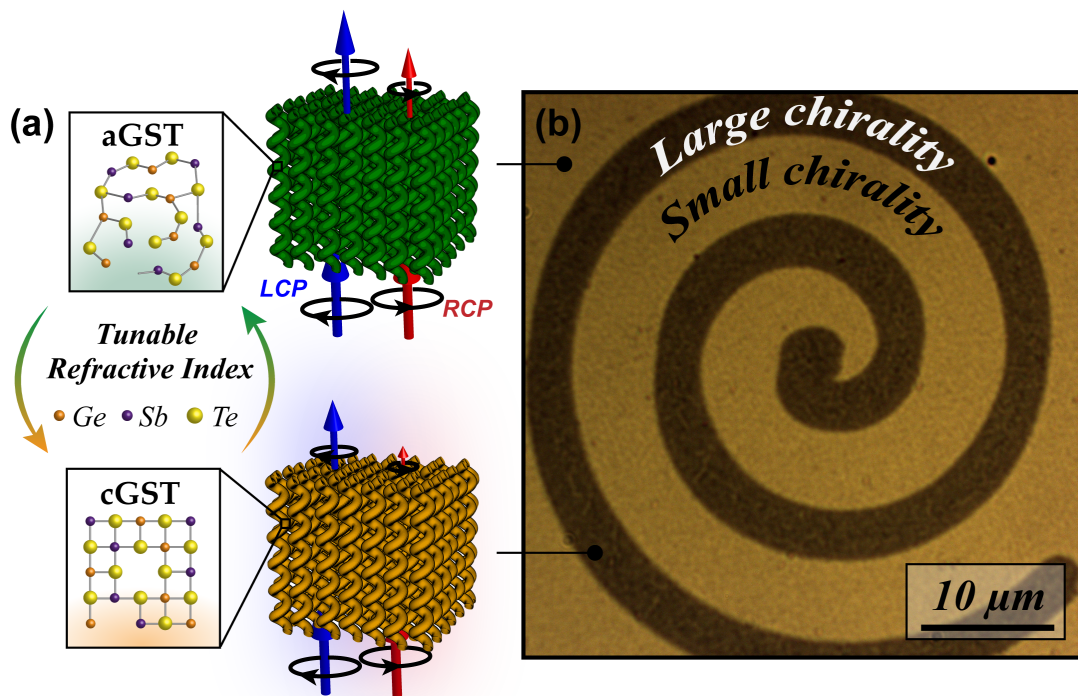 (a)
aGST
LCP
RCP
Tunable
Refractive Index
Ge Sb Te
cGST
(b)
Large chirality
Small chirality
10 μm